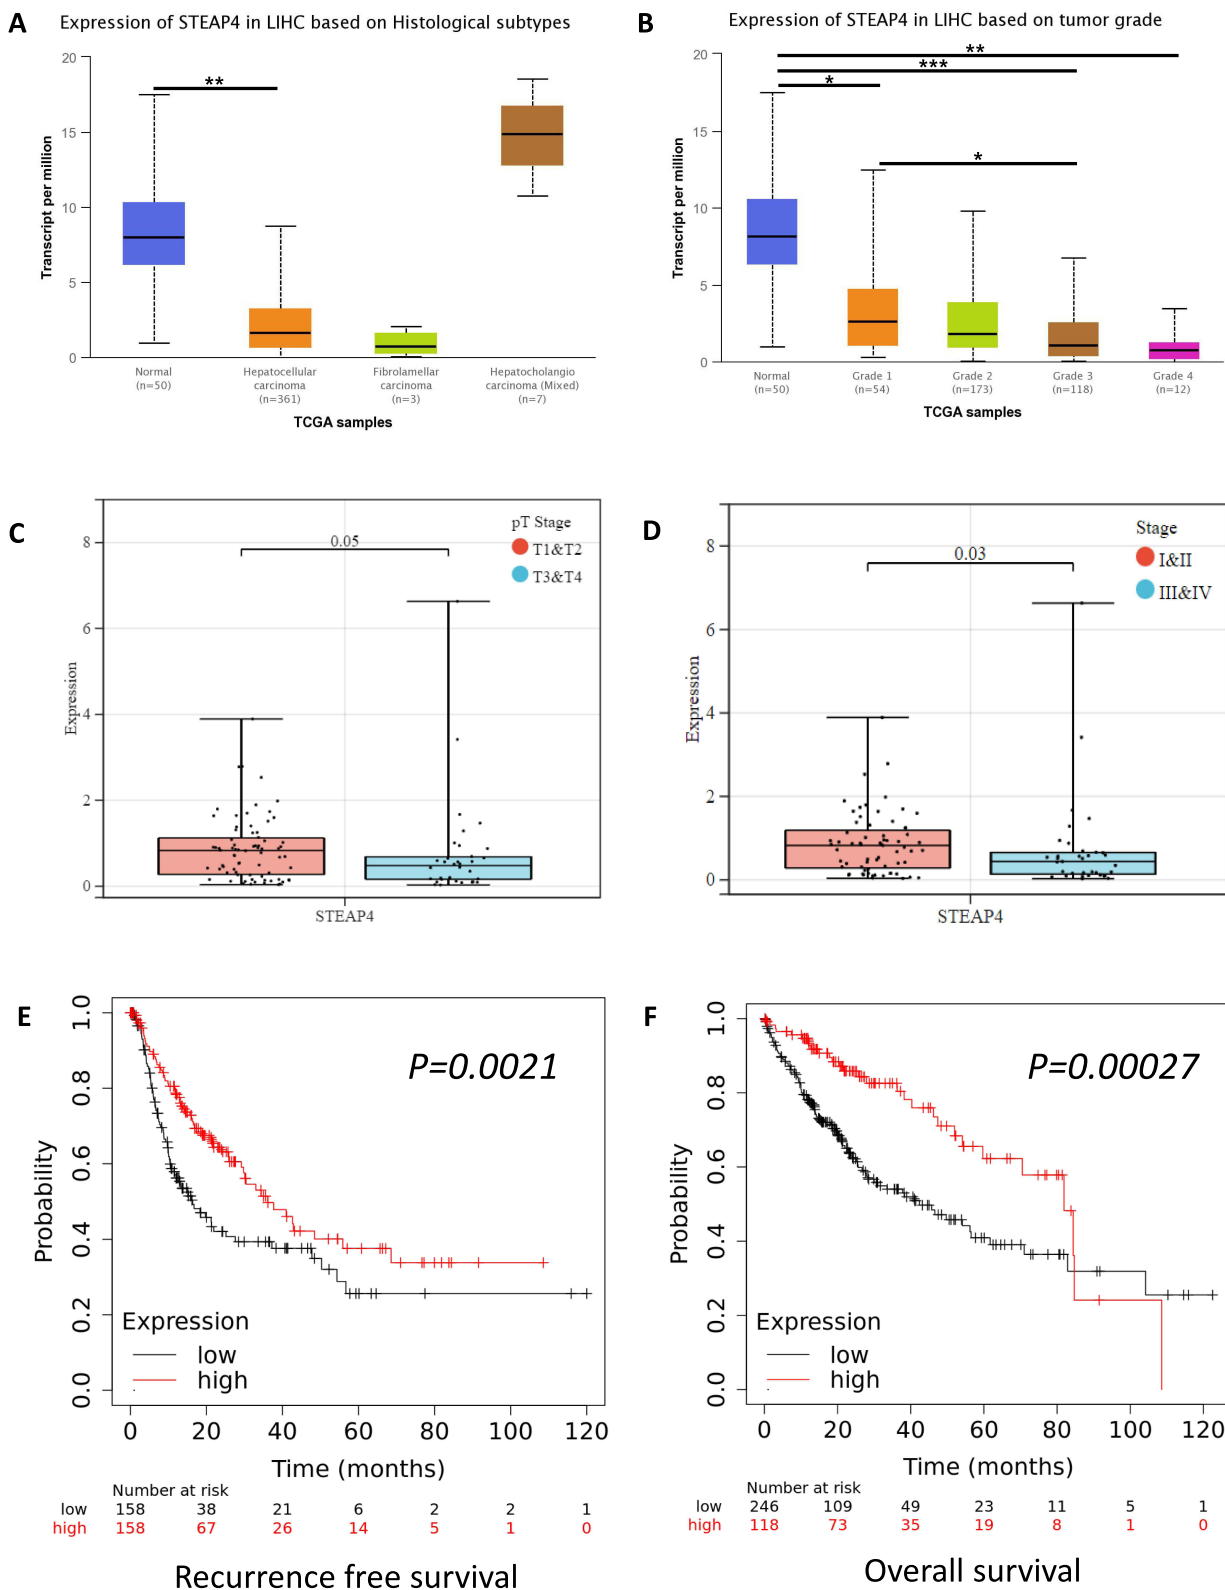 A
Expression of STEAP4 in LIHC based on Histological subtypes
**
Transcript per million
20
15
10
5
0
Normal
(n=50)
Hepatocellular
carcinoma
(n=361)
Fibrolamellar
carcinoma
(n=3)
Hepatocholangio
carcinoma (Mixed)
(n=7)
TCGA samples
B
Expression of STEAP4 in LIHC based on tumor grade
**
***
*
*
Transcript per million
20
15
10
5
0
Normal
(n=50)
Grade 1
(n=54)
Grade 2
(n=173)
Grade 3
(n=118)
Grade 4
(n=12)
TCGA samples
C
pT Stage
T1&T2
T3&T4
0.05
Expression
8
6
4
2
0
STEAP4
D
Stage
I&II
III&IV
0.03
Expression
8
6
4
2
0
STEAP4
E
P=0.0021
Probability
1.0
0.8
0.6
0.4
0.2
0.0
Expression
low
high
0 20 40 60 80 100 120
Time (months)
Number at risk
low 158 38 21 6 2 2 1
high 158 67 26 14 5 1 0
Recurrence free survival
F
P=0.00027
Probability
1.0
0.8
0.6
0.4
0.2
0.0
Expression
low
high
0 20 40 60 80 100 120
Time (months)
Number at risk
low 246 109 49 23 11 5 1
high 118 73 35 19 8 1 0
Overall survival